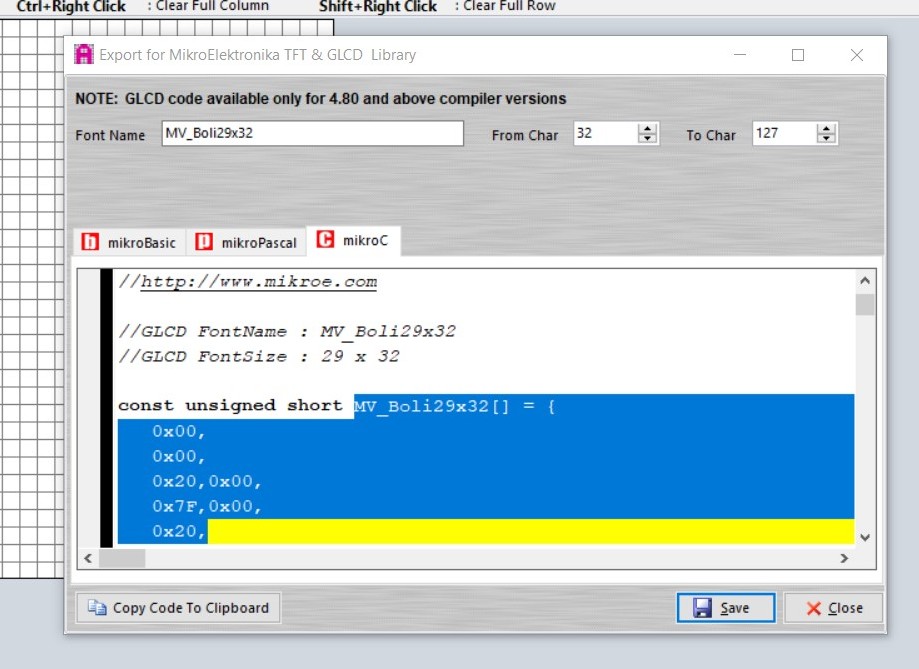 Ctrl+Right Click : Clear Full Column Shift+Right Click : Clear Full Row
Export for MikroElektronika TFT & GLCD Library
NOTE: GLCD code available only for 4.80 and above compiler versions
Font Name MV_Boli29x32 From Char 32 To Char 127
mikroBasic mikroPascal mikroC
//http://www.mikroe.com
//GLCD FontName : MV_Boli29x32
//GLCD FontSize : 29 x 32
const unsigned short MV_Boli29x32[] = {
0x00,
0x00,
0x20,0x00,
0x7F,0x00,
0x20,
Copy Code To Clipboard Save Close